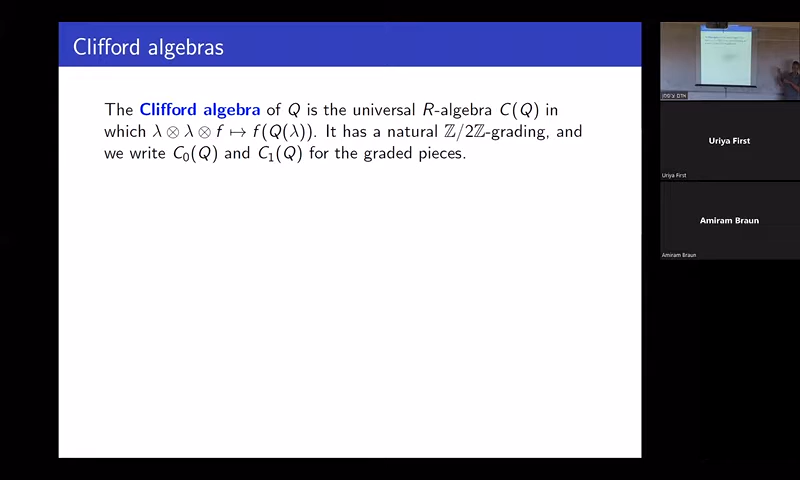 Clifford algebras
The Clifford algebra of Q is the universal R-algebra C(Q) in
which λ ⊗ λ ⊗ f ↦ f(Q(λ)). It has a natural ℤ/2ℤ-grading, and
we write C₀(Q) and C₁(Q) for the graded pieces.
Uriya First
Uriya First
Amiram Braun
Amiram Braun